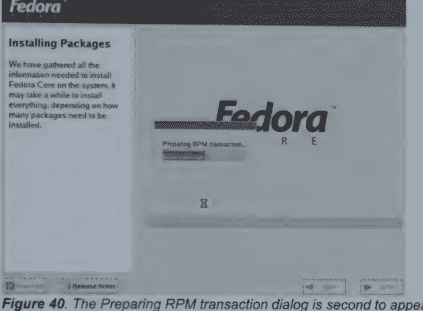 Fedora
Installing Packages
We have gathered all the
information needed to install
Fedora Core on the system. It
may take a while to install
everything, depending on how
many packages need to be
installed.
Fedora™
R E
Preparing RPM transaction...
Release Notes
Figure 40. The Preparing RPM transaction dialog is second to appea